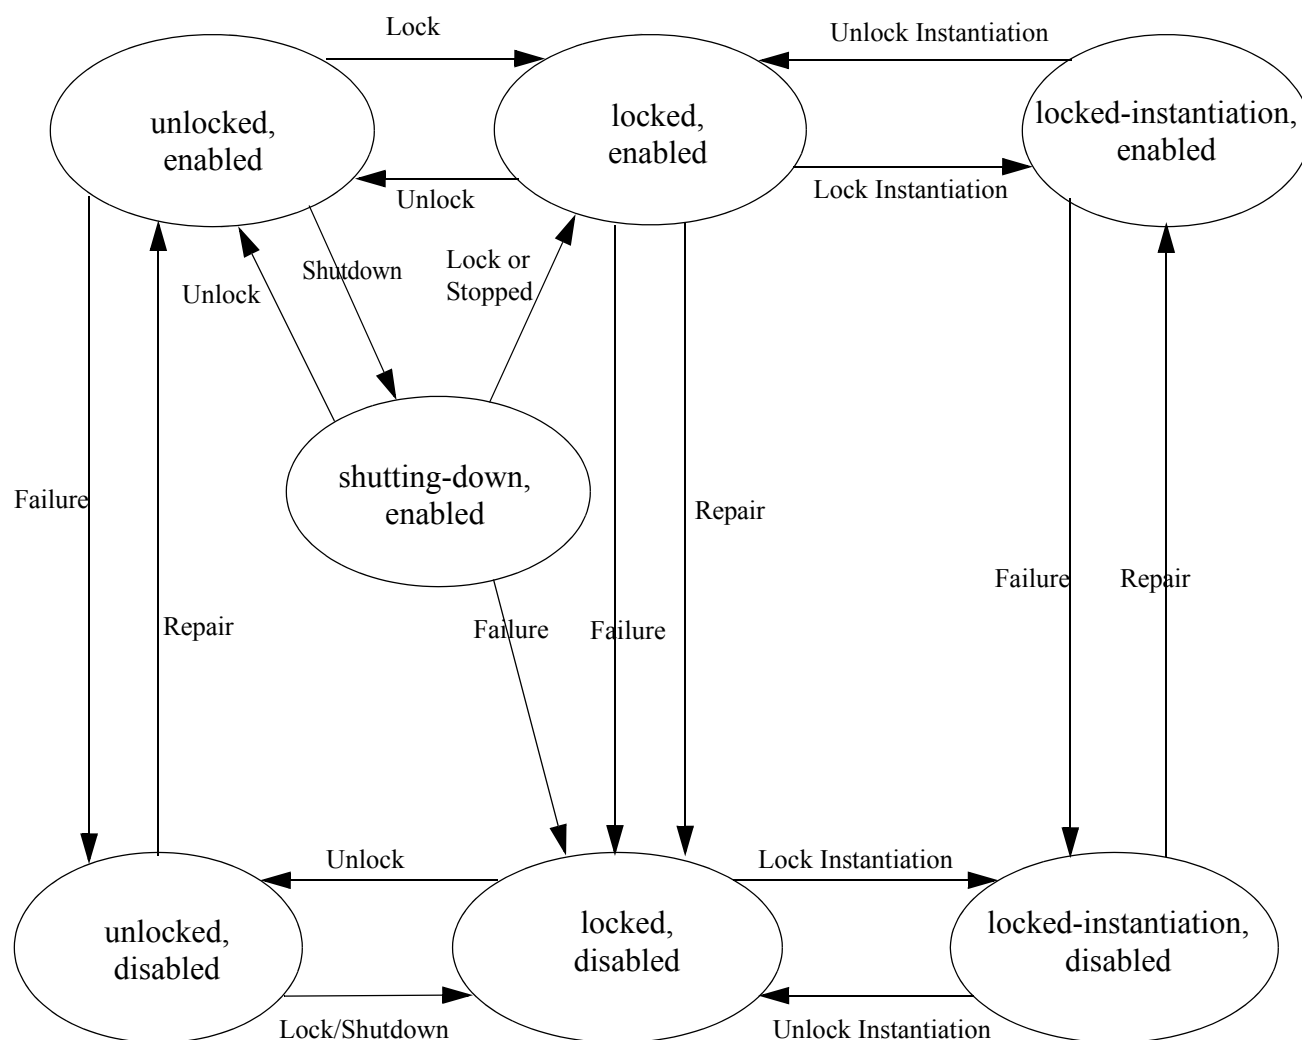 Lock
Unlock Instantiation
unlocked,
enabled
locked,
enabled
locked-instantiation,
enabled
Unlock
Lock Instantiation
Shutdown
Unlock
Lock or
Stopped
shutting-down,
enabled
Failure
Repair
Failure
Repair
Repair
Failure
Failure
Unlock
Lock Instantiation
unlocked,
disabled
locked,
disabled
locked-instantiation,
disabled
Lock/Shutdown
Unlock Instantiation